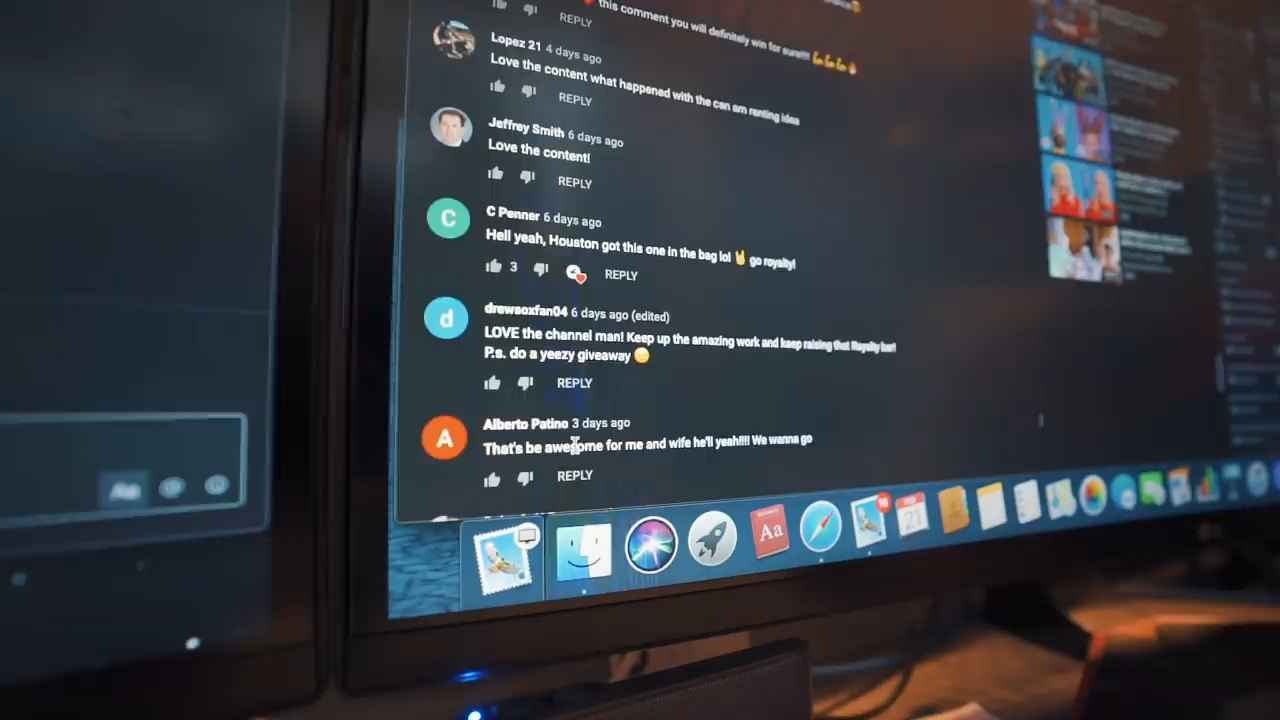 REPLY
this comment you will definitely win for sure!!!! 💪💪💪🔥
Lopez 21 4 days ago
Love the content what happened with the can am renting idea
REPLY
Jeffrey Smith 6 days ago
Love the content!
REPLY
C
C Penner 6 days ago
Hell yeah, Houston got this one in the bag lol 🤘 go royalty!
3
REPLY
d
drewsoxfan04 6 days ago (edited)
LOVE the channel man! Keep up the amazing work and keep raising that Royalty bar!
P.s. do a yeezy giveaway 😊
REPLY
A
Alberto Patino 3 days ago
That's be awesome for me and wife he'll yeah!!!! We wanna go
REPLY
Aa
Aa
21